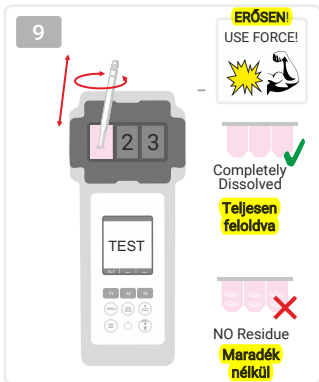 9
ERŐSEN!
USE FORCE!
2 3
TEST
Completely
Dissolved
Teljesen
feloldva
NO Residue
Maradék
nélkül